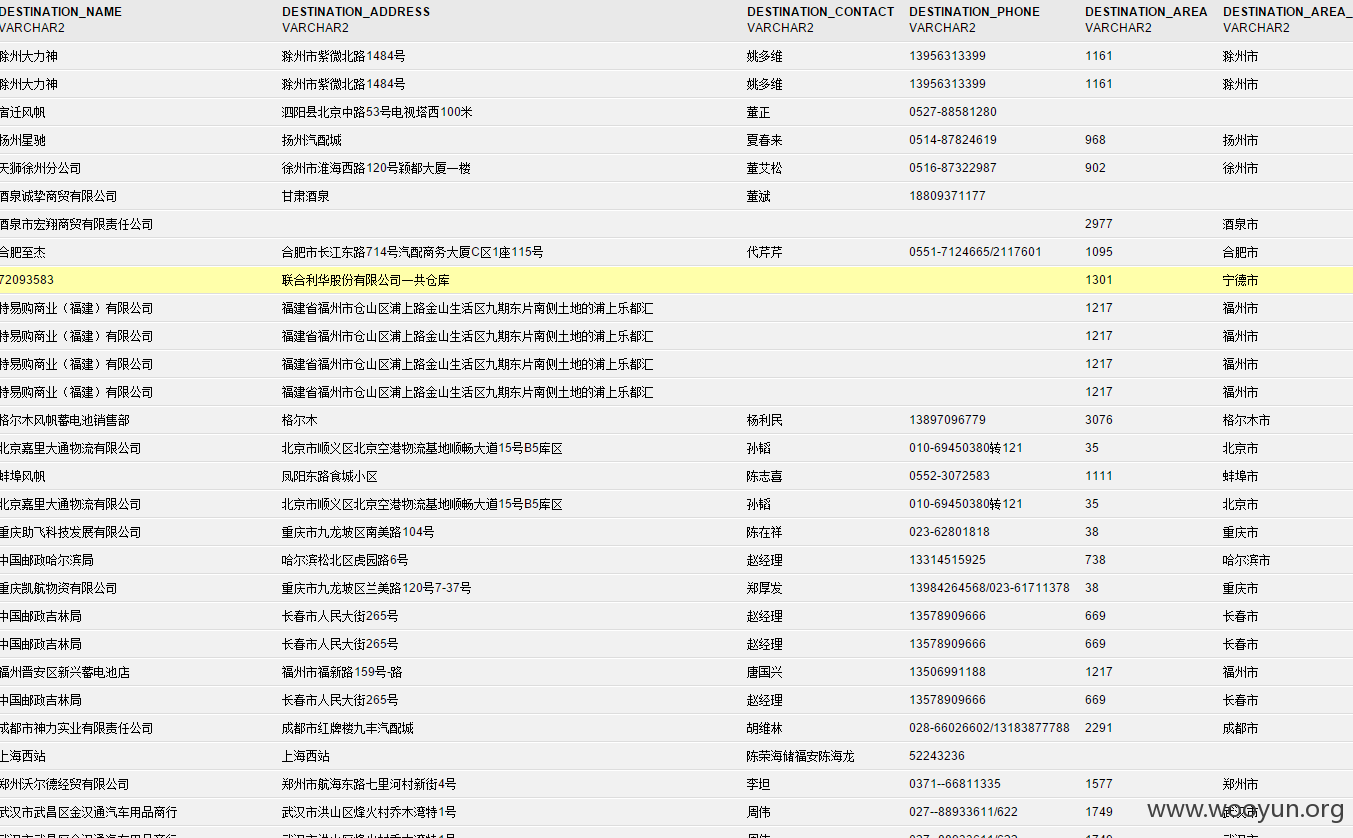 DESTINATION_NAME DESTINATION_ADDRESS DESTINATION_CONTACT DESTINATION_PHONE DESTINATION_AREA DESTINATION_AREA_
VARCHAR2 VARCHAR2 VARCHAR2 VARCHAR2 VARCHAR2 VARCHAR2
滁州大力神 滁州市紫微北路1484号 姚多维 13956313399 1161 滁州市
滁州大力神 滁州市紫微北路1484号 姚多维 13956313399 1161 滁州市
宿迁风帆 泗阳县北京中路53号电视塔西100米 董正 0527-88581280
扬州星驰 扬州汽配城 夏春来 0514-87824619 968 扬州市
天狮徐州分公司 徐州市淮海西路120号颖都大厦一楼 董艾松 0516-87322987 902 徐州市
酒泉诚挚商贸有限公司 甘肃酒泉 董斌 18809371177
酒泉市宏翔商贸有限责任公司 2977 酒泉市
合肥至杰 合肥市长江东路714号汽配商务大厦C区1座115号 代芹芹 0551-7124665/2117601 1095 合肥市
72093583 联合利华股份有限公司一共仓库 1301 宁德市
特易购商业（福建）有限公司 福建省福州市仓山区浦上路金山生活区九期东片南侧土地的浦上乐都汇 1217 福州市
特易购商业（福建）有限公司 福建省福州市仓山区浦上路金山生活区九期东片南侧土地的浦上乐都汇 1217 福州市
特易购商业（福建）有限公司 福建省福州市仓山区浦上路金山生活区九期东片南侧土地的浦上乐都汇 1217 福州市
特易购商业（福建）有限公司 福建省福州市仓山区浦上路金山生活区九期东片南侧土地的浦上乐都汇 1217 福州市
格尔木风帆蓄电池销售部 格尔木 杨利民 13897096779 3076 格尔木市
北京嘉里大通物流有限公司 北京市顺义区北京空港物流基地顺畅大道15号B5库区 孙韬 010-69450380转121 35 北京市
蚌埠风帆 凤阳东路食城小区 陈志喜 0552-3072583 1111 蚌埠市
北京嘉里大通物流有限公司 北京市顺义区北京空港物流基地顺畅大道15号B5库区 孙韬 010-69450380转121 35 北京市
重庆助飞科技发展有限公司 重庆市九龙坡区南美路104号 陈在祥 023-62801818 38 重庆市
中国邮政哈尔滨局 哈尔滨松北区虎园路6号 赵经理 13314515925 738 哈尔滨市
重庆凯航物资有限公司 重庆市九龙坡区兰美路120号7-37号 郑厚发 13984264568/023-61711378 38 重庆市
中国邮政吉林局 长春市人民大街265号 赵经理 13578909666 669 长春市
中国邮政吉林局 长春市人民大街265号 赵经理 13578909666 669 长春市
福州晋安区新兴蓄电池店 福州市福新路159号-路 唐国兴 13506991188 1217 福州市
中国邮政吉林局 长春市人民大街265号 赵经理 13578909666 669 长春市
成都市神力实业有限责任公司 成都市红牌楼九丰汽配城 胡维林 028-66026602/13183877788 2291 成都市
上海西站 上海西站 陈荣海储福安陈海龙 52243236
郑州沃尔德经贸有限公司 郑州市航海东路七里河村新街4号 李坦 0371--66811335 1577 郑州市
武汉市武昌区金汉通汽车用品商行 武汉市洪山区烽火村乔木湾特1号 周伟 027--88933611/622 1749 武汉市
www.wooyun.org